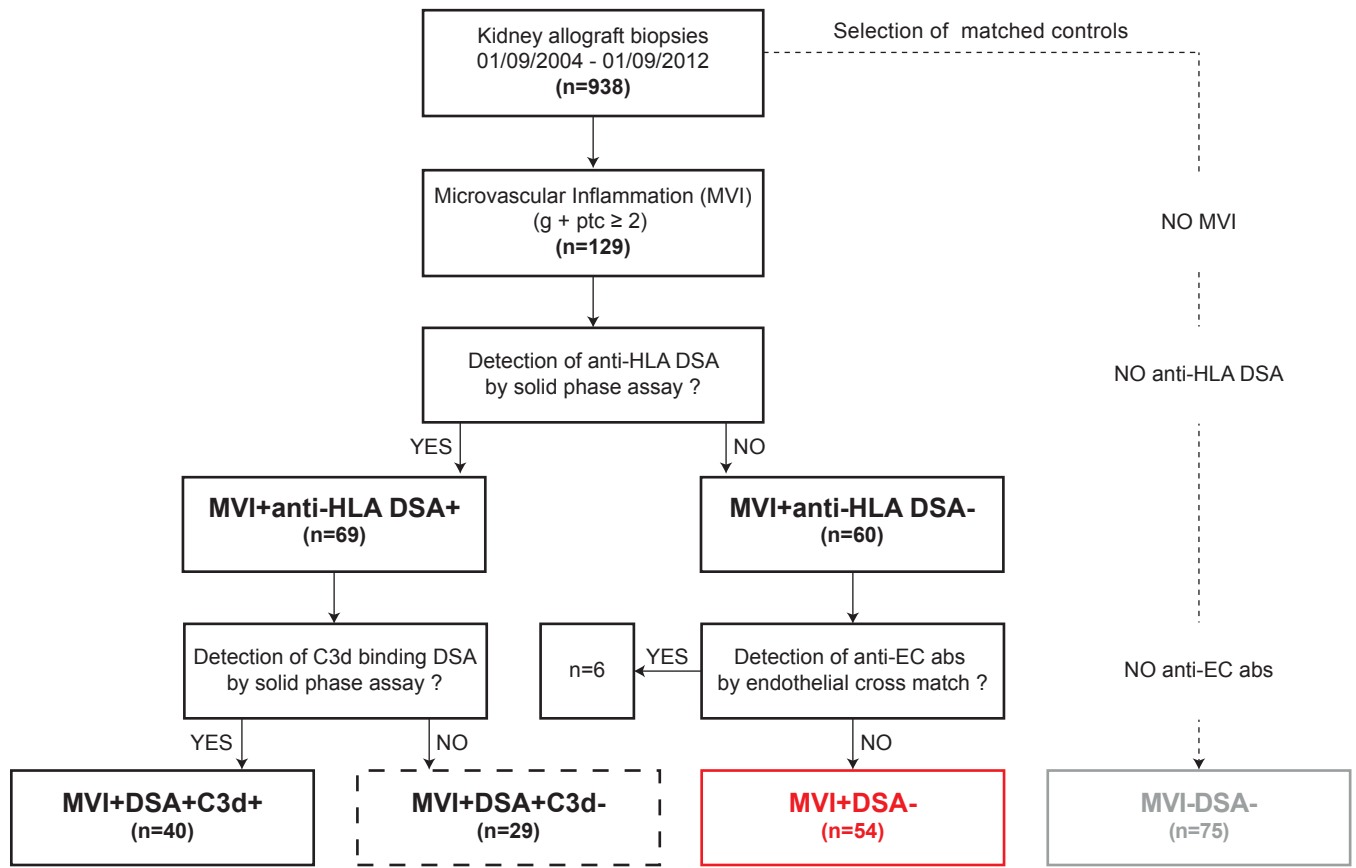 Kidney allograft biopsies
01/09/2004 - 01/09/2012
(n=938)
Selection of  matched controls
Microvascular Inflammation (MVI)
(g + ptc ≥ 2)
(n=129)
NO MVI
Detection of anti-HLA DSA
by solid phase assay ?
NO anti-HLA DSA
YES
NO
MVI+anti-HLA DSA+
(n=69)
MVI+anti-HLA DSA-
(n=60)
Detection of C3d binding DSA
by solid phase assay ?
n=6
YES
Detection of anti-EC abs
by endothelial cross match ?
NO anti-EC abs
YES
NO
NO
MVI+DSA+C3d+
(n=40)
MVI+DSA+C3d-
(n=29)
MVI+DSA-
(n=54)
MVI-DSA-
(n=75)